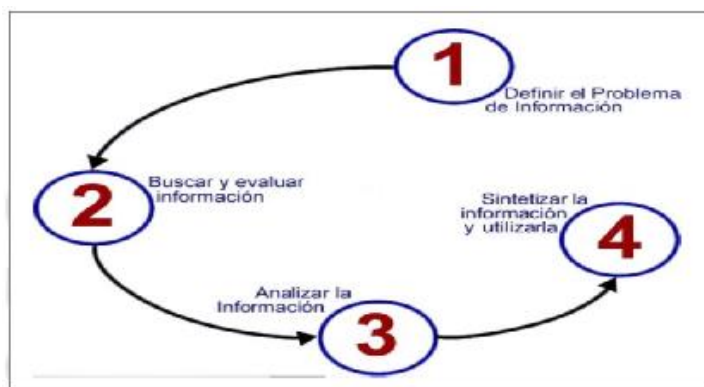 1
Definir el Problema
de Información
2
Buscar y evaluar
información
Analizar la
Información
3
Sintetizar la
información
y utilizarla
4